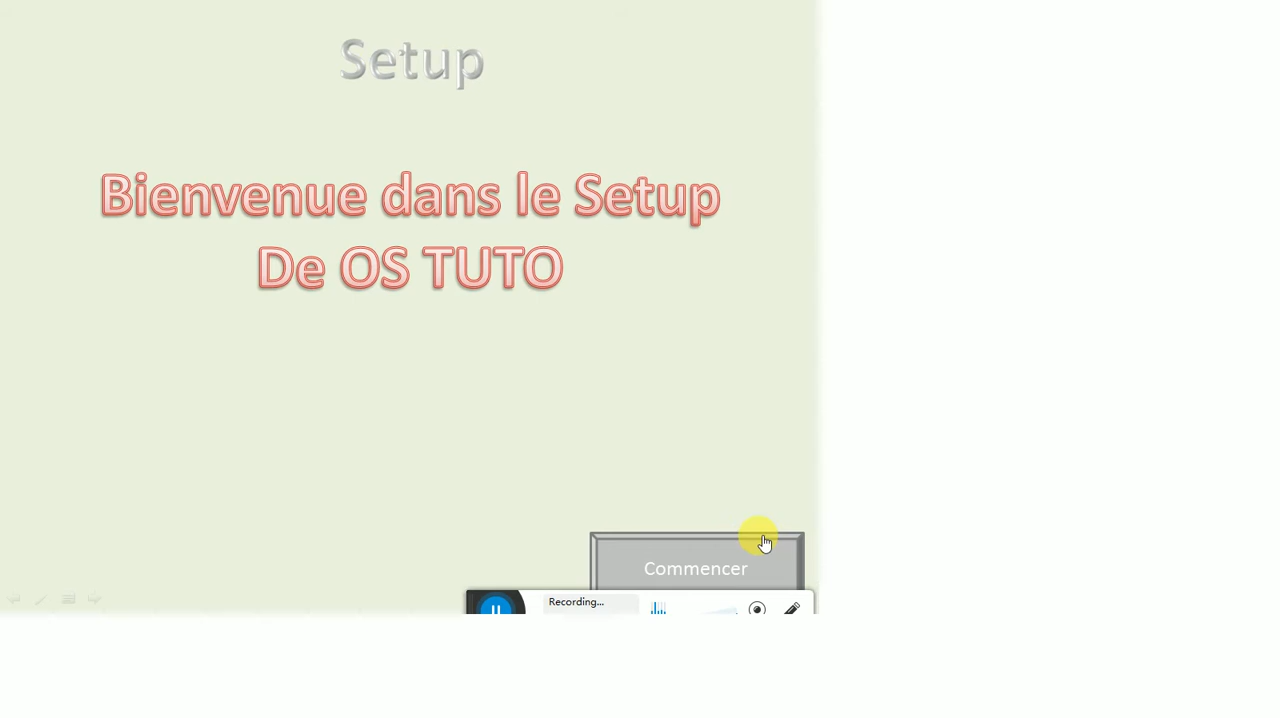 Setup
Bienvenue dans le Setup
De OS TUTO
Commencer
Recording...